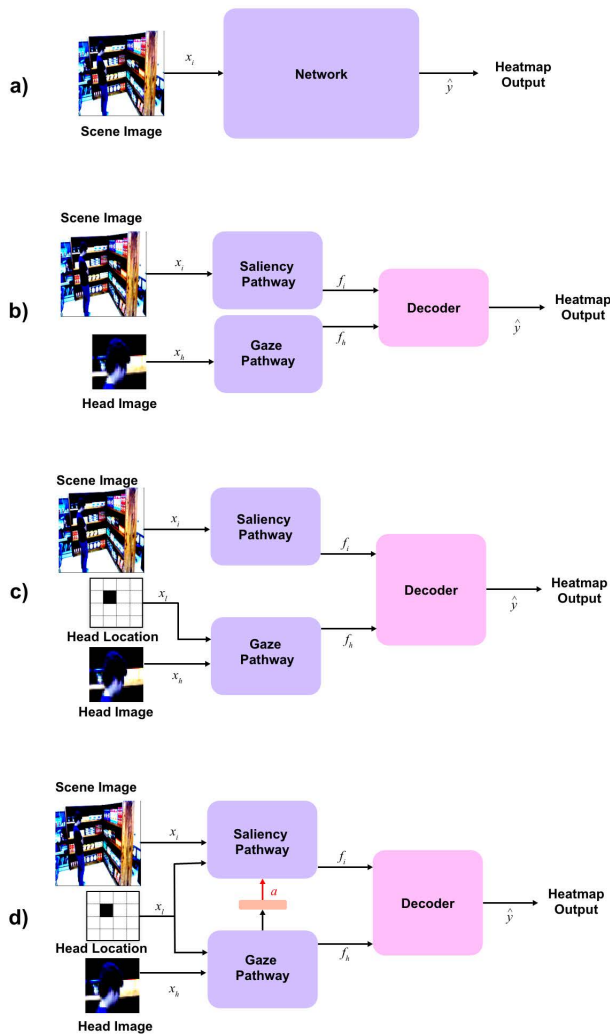 a)
x_i
Network
ŷ
Heatmap
Output
Scene Image
b)
Scene Image
x_i
Saliency
Pathway
f_i
Decoder
ŷ
Heatmap
Output
x_h
Gaze
Pathway
f_h
Head Image
c)
Scene Image
x_i
Saliency
Pathway
f_i
Decoder
ŷ
Heatmap
Output
x_l
Head Location
Gaze
Pathway
f_h
x_h
Head Image
d)
Scene Image
x_i
Saliency
Pathway
f_i
a
Decoder
ŷ
Heatmap
Output
x_l
Head Location
Gaze
Pathway
f_h
x_h
Head Image